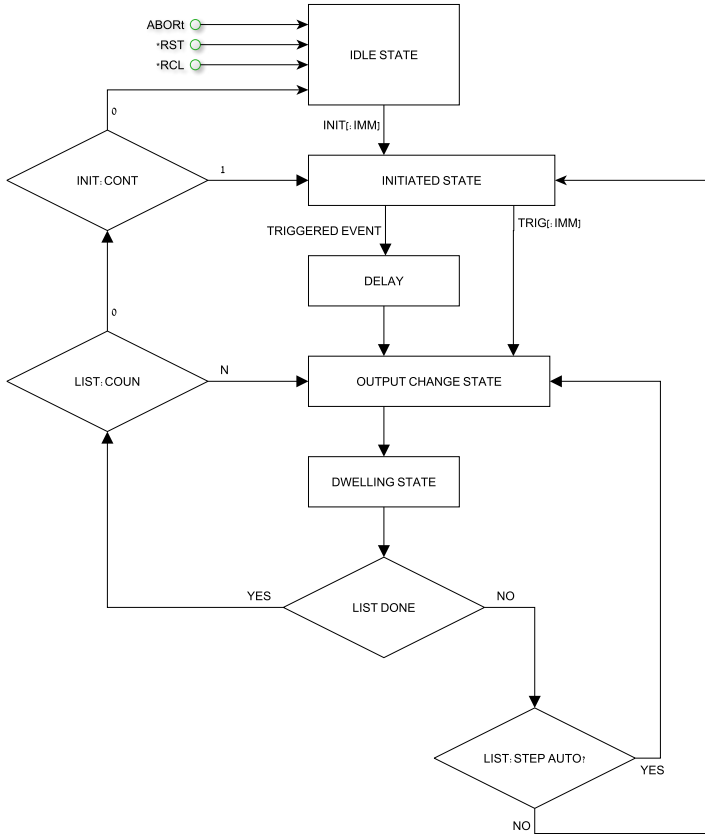 ABORt
*RST
*RCL
IDLE STATE
0
INIT[:IMM]
INIT:CONT
1
INITIATED STATE
TRIGGERED EVENT
TRIG[:IMM]
DELAY
0
LIST:COUN
N
OUTPUT CHANGE STATE
DWELLING STATE
YES
LIST DONE
NO
LIST:STEP AUTO?
YES
NO